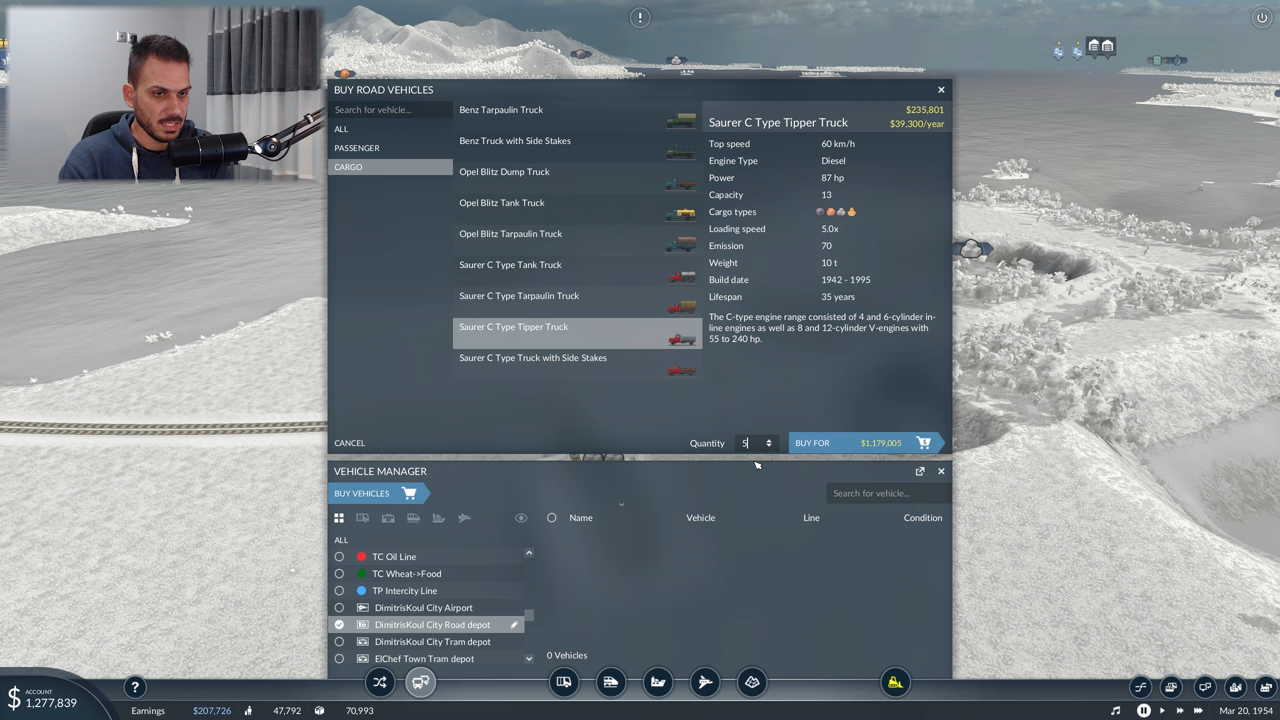 BUY ROAD VEHICLES
Search for vehicle...
ALL
PASSENGER
CARGO
Benz Tarpaulin Truck
Benz Truck with Side Stakes
Opel Blitz Dump Truck
Opel Blitz Tank Truck
Opel Blitz Tarpaulin Truck
Saurer C Type Tank Truck
Saurer C Type Tarpaulin Truck
Saurer C Type Tipper Truck
Saurer C Type Truck with Side Stakes
$235,801
Saurer C Type Tipper Truck $39,300/year
Top speed 60 km/h
Engine Type Diesel
Power 87 hp
Capacity 13
Cargo types
Loading speed 5.0x
Emission 70
Weight 10 t
Build date 1942 - 1995
Lifespan 35 years
The C-type engine range consisted of 4 and 6-cylinder in-
line engines as well as 8 and 12-cylinder V-engines with
55 to 240 hp.
CANCEL Quantity 5 BUY FOR $1,179,005
VEHICLE MANAGER
BUY VEHICLES Search for vehicle...
Name Vehicle Line Condition
ALL
TC Oil Line
TC Wheat->Food
TP Intercity Line
DimitrisKoul City Airport
DimitrisKoul City Road depot
DimitrisKoul City Tram depot
ElChef Town Tram depot
0 Vehicles
$ ACCOUNT
1,277,839
?
Earnings $207,726 47,792 70,993 Mar 20, 1954